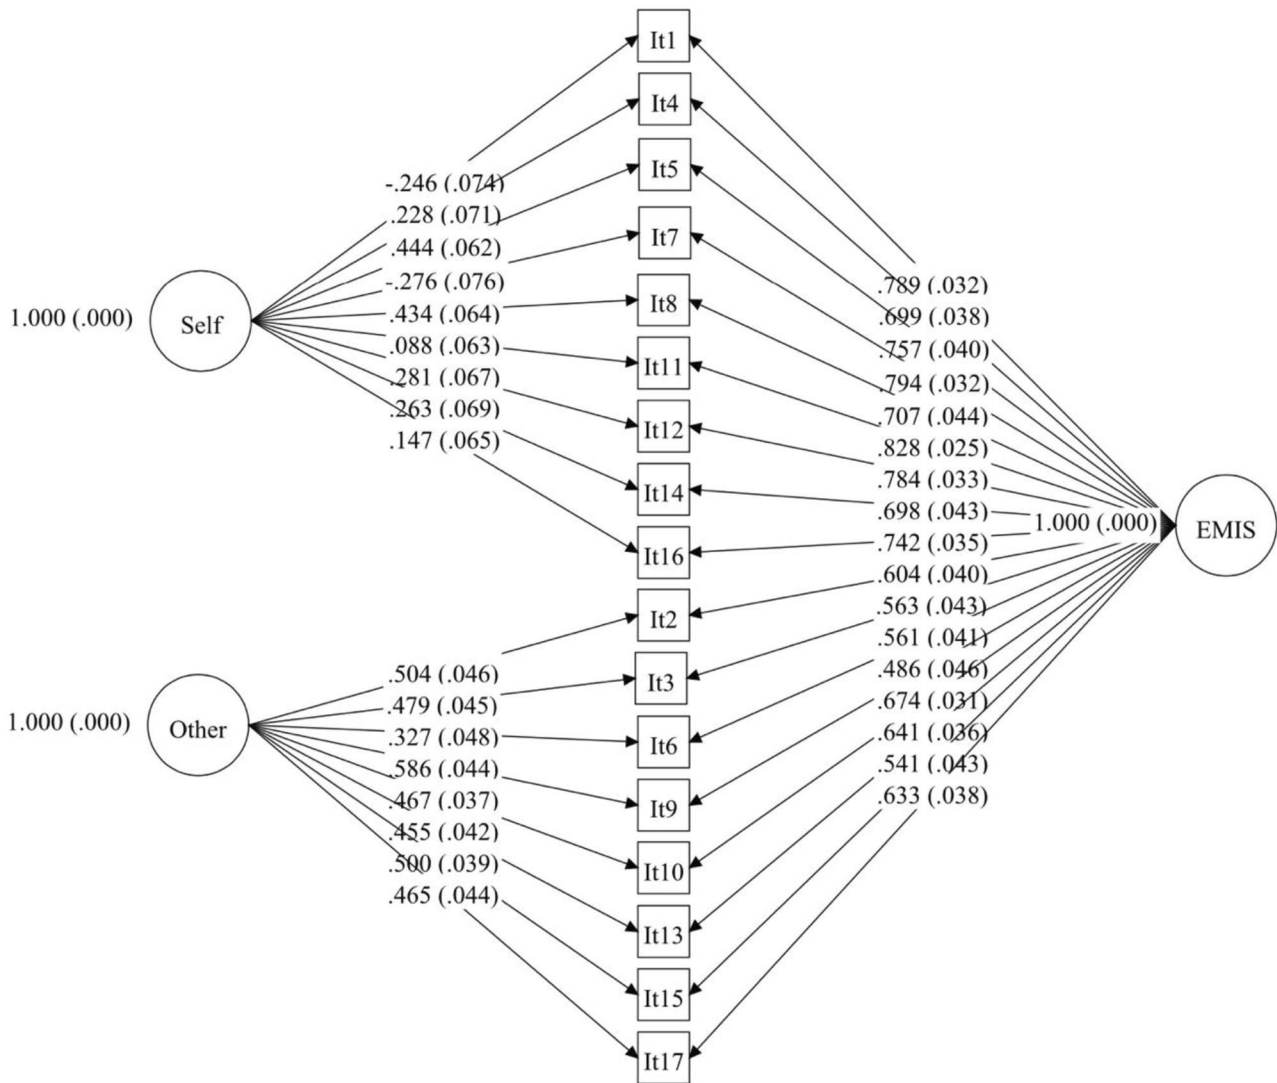 It1
It4
It5
It7
It8
It11
It12
It14
It16
It2
It3
It6
It9
It10
It13
It15
It17
-.246 (.074)
.228 (.071)
.444 (.062)
-.276 (.076)
.434 (.064)
.088 (.063)
.281 (.067)
.263 (.069)
.147 (.065)
1.000 (.000)
Self
.504 (.046)
.479 (.045)
.327 (.048)
.586 (.044)
.467 (.037)
.455 (.042)
.500 (.039)
.465 (.044)
1.000 (.000)
Other
.789 (.032)
.699 (.038)
.757 (.040)
.794 (.032)
.707 (.044)
.828 (.025)
.784 (.033)
.698 (.043)
.742 (.035)
.604 (.040)
.563 (.043)
.561 (.041)
.486 (.046)
.674 (.031)
.641 (.036)
.541 (.043)
.633 (.038)
1.000 (.000)
EMIS